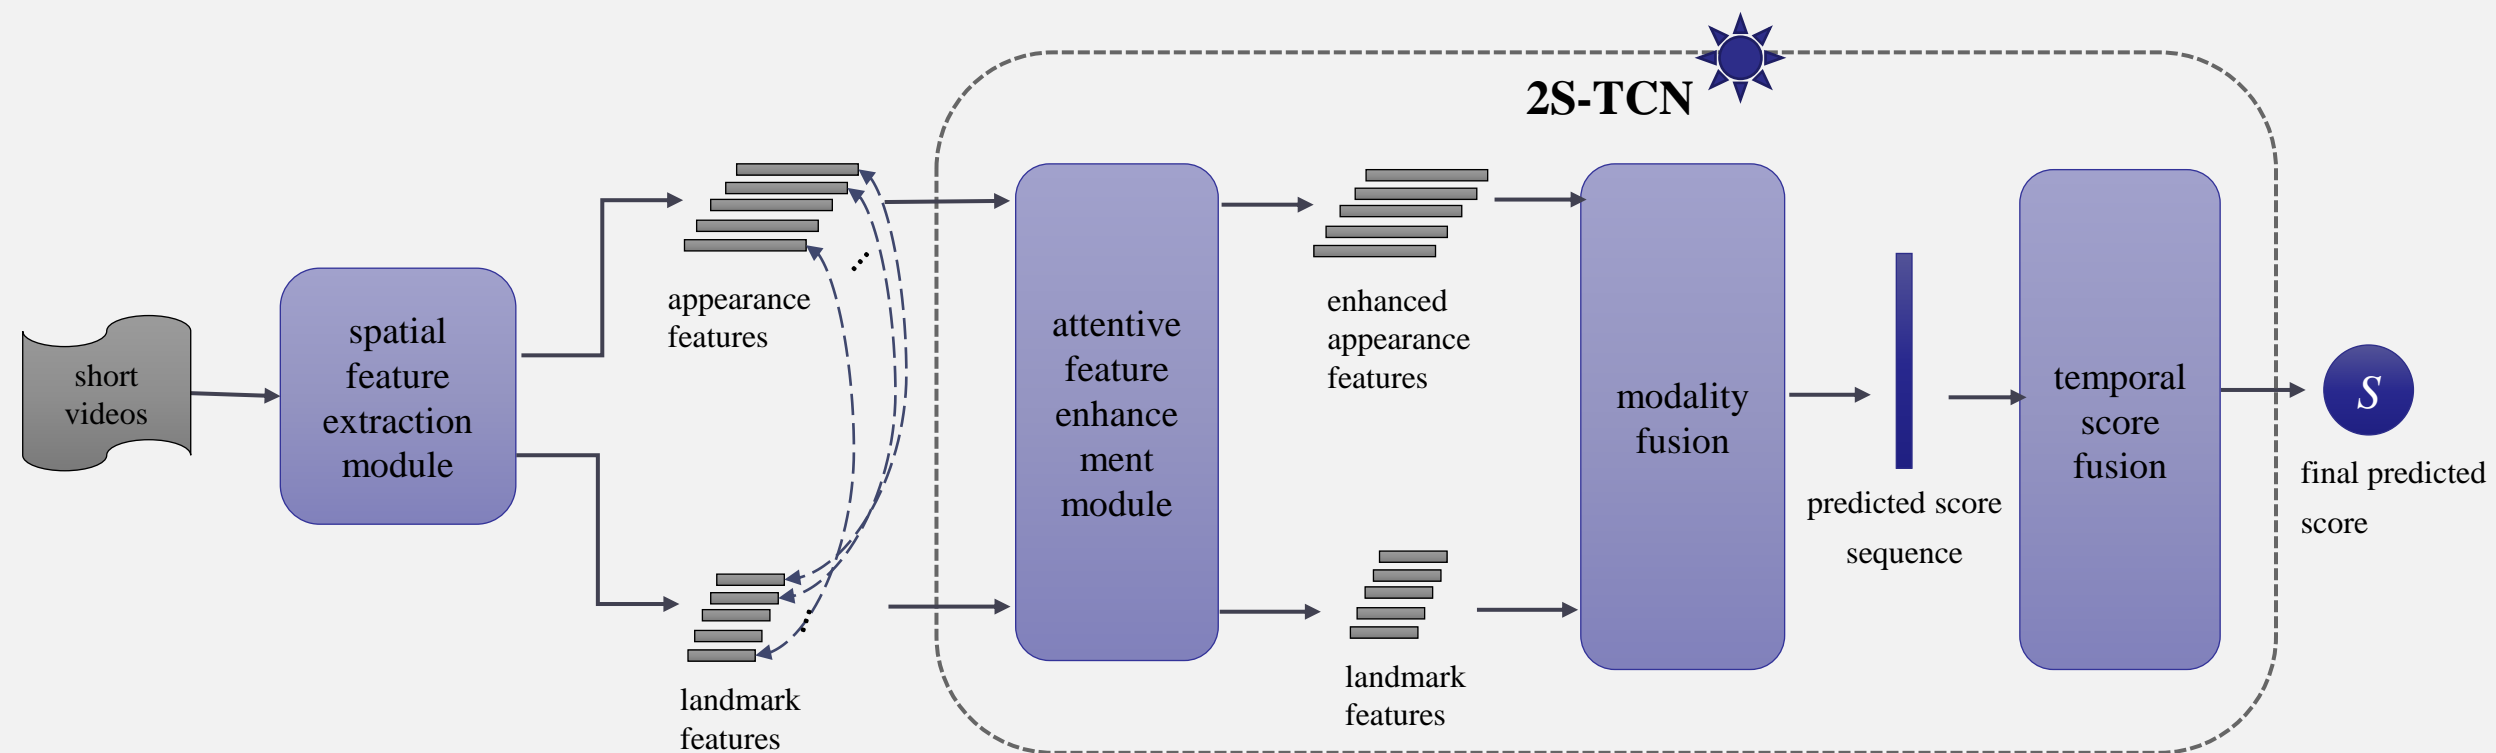 2S-TCN
short
videos
spatial
feature
extraction
module
appearance
features
landmark
features
attentive
feature
enhance
ment
module
enhanced
appearance
features
landmark
features
modality
fusion
predicted score
sequence
temporal
score
fusion
S
final predicted
score